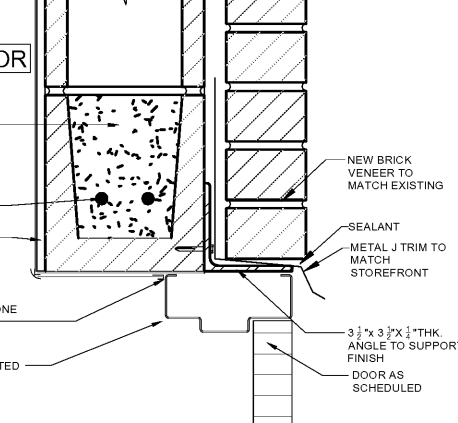 OR
NEW BRICK
VENEER TO
MATCH EXISTING
SEALANT
METAL J TRIM TO
MATCH
STOREFRONT
ONE
3 1/2"x 3 1/2"X 1/4"THK.
ANGLE TO SUPPORT
FINISH
TED
DOOR AS
SCHEDULED